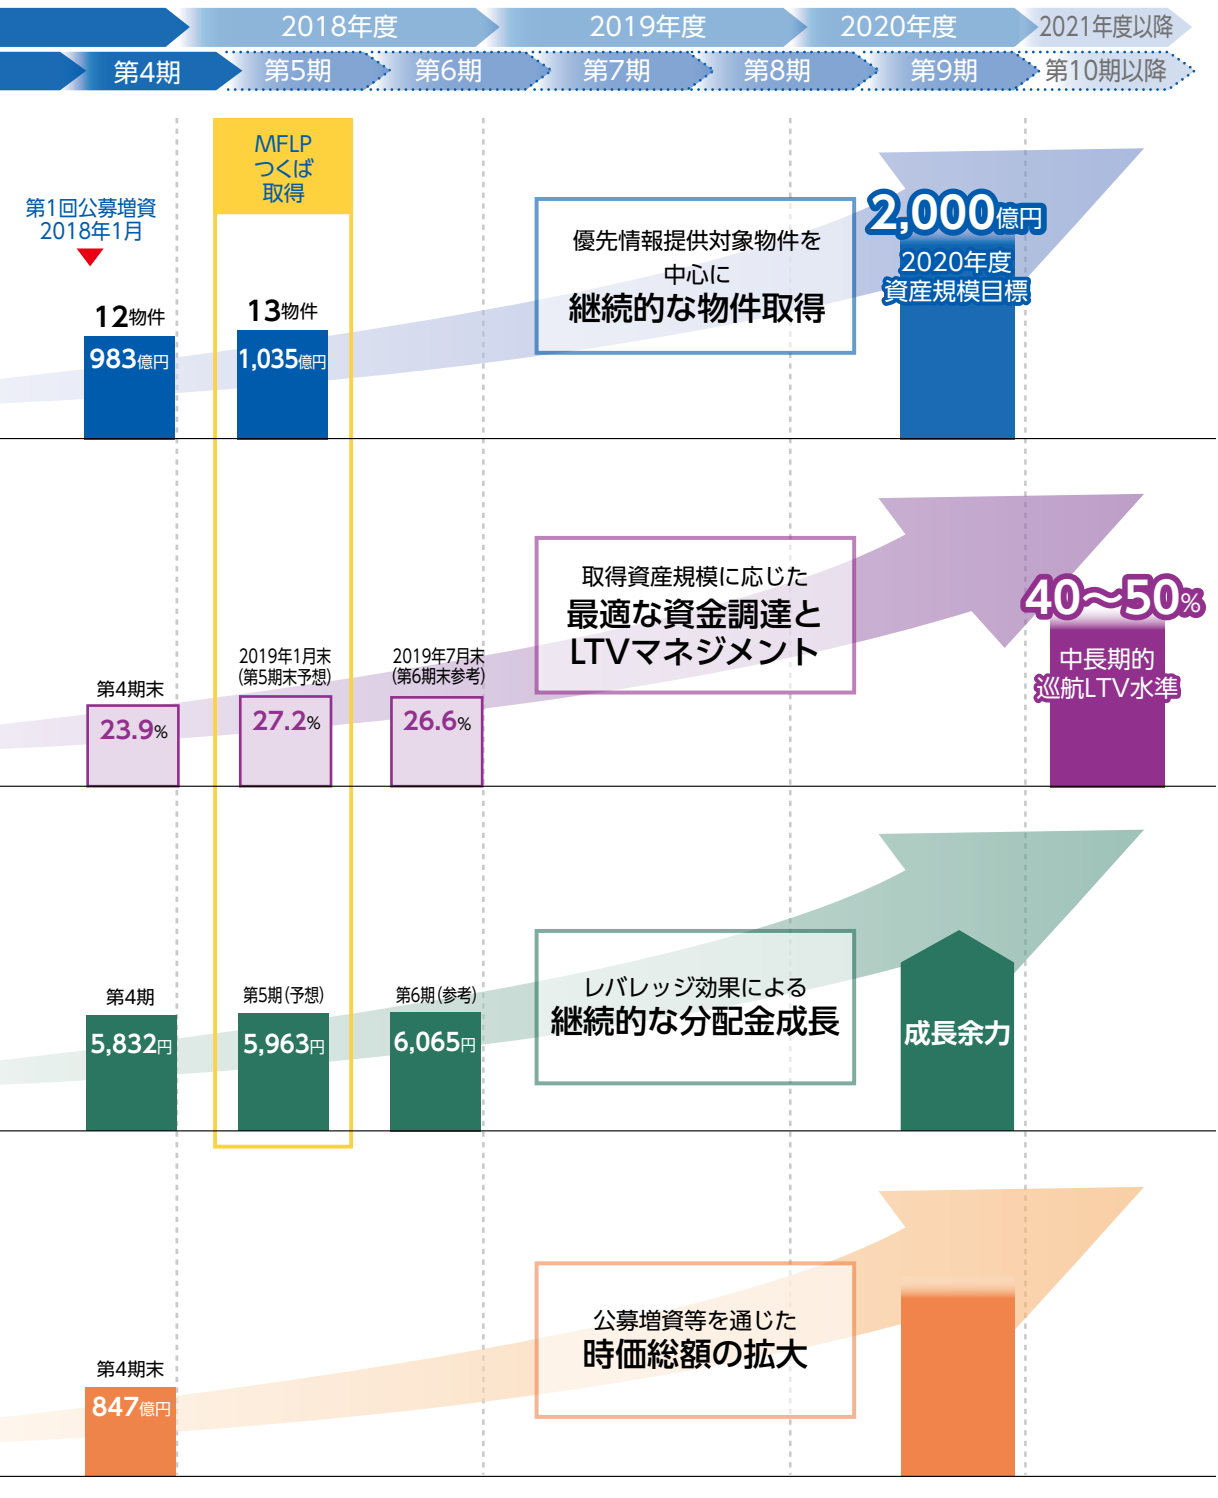 2018年度
2019年度
2020年度
2021年度以降
第4期
第5期
第6期
第7期
第8期
第9期
第10期以降
MFLP
つくば
取得
第1回公募増資
2018年1月
12物件
983億円
13物件
1,035億円
優先情報提供対象物件を
中心に
継続的な物件取得
2,000億円
2020年度
資産規模目標
取得資産規模に応じた
最適な資金調達と
LTVマネジメント
40〜50%
中長期的
巡航LTV水準
第4期末
23.9%
2019年1月末
(第5期末予想)
27.2%
2019年7月末
(第6期末参考)
26.6%
レバレッジ効果による
継続的な分配金成長
成長余力
第4期
5,832円
第5期(予想)
5,963円
第6期(参考)
6,065円
公募増資等を通じた
時価総額の拡大
第4期末
847億円